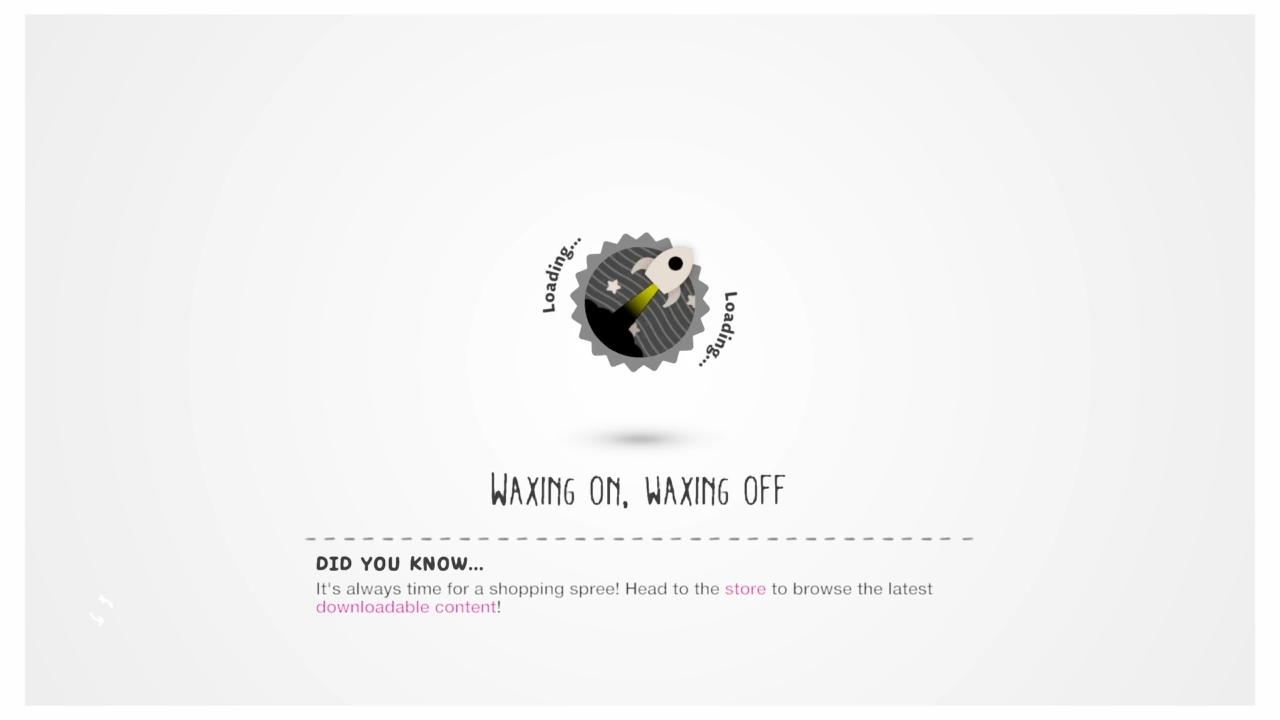 Loading...
Loading...
WAXING ON, WAXING OFF
DID YOU KNOW...
It's always time for a shopping spree! Head to the store to browse the latest
downloadable content!